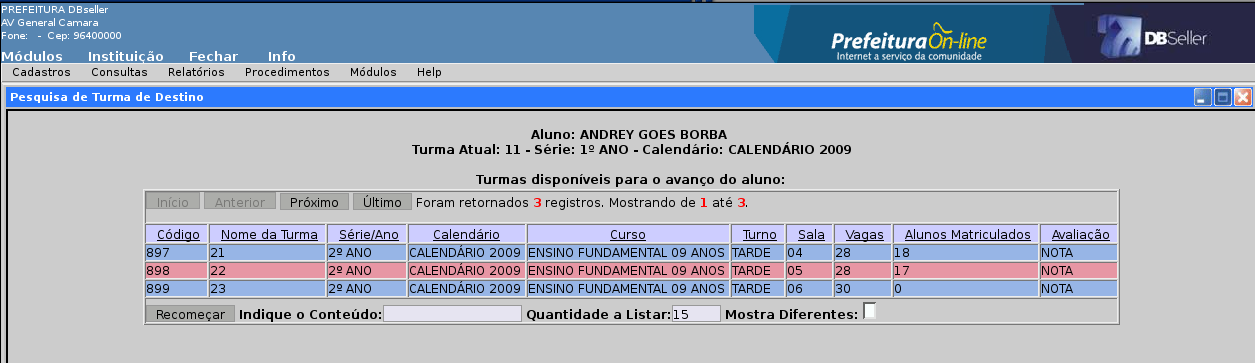 PREFEITURA DBseller
AV General Camara
Fone:   -  Cep: 96400000
Módulos Instituição Fechar Info
Prefeitura On-line
Internet a serviço da comunidade
DBSeller
Cadastros Consultas Relatórios Procedimentos Módulos Help
Pesquisa de Turma de Destino
Aluno: ANDREY GOES BORBA
Turma Atual: 11 - Série: 1º ANO - Calendário: CALENDÁRIO 2009
Turmas disponíveis para o avanço do aluno:
Início Anterior Próximo Último Foram retornados 3 registros. Mostrando de 1 até 3.
Código Nome da Turma Série/Ano Calendário Curso Turno Sala Vagas Alunos Matriculados Avaliação
897 21 2º ANO CALENDÁRIO 2009 ENSINO FUNDAMENTAL 09 ANOS TARDE 04 28 18 NOTA
898 22 2º ANO CALENDÁRIO 2009 ENSINO FUNDAMENTAL 09 ANOS TARDE 05 28 17 NOTA
899 23 2º ANO CALENDÁRIO 2009 ENSINO FUNDAMENTAL 09 ANOS TARDE 06 30 0 NOTA
Recomeçar Indique o Conteúdo: Quantidade a Listar: 15 Mostra Diferentes: